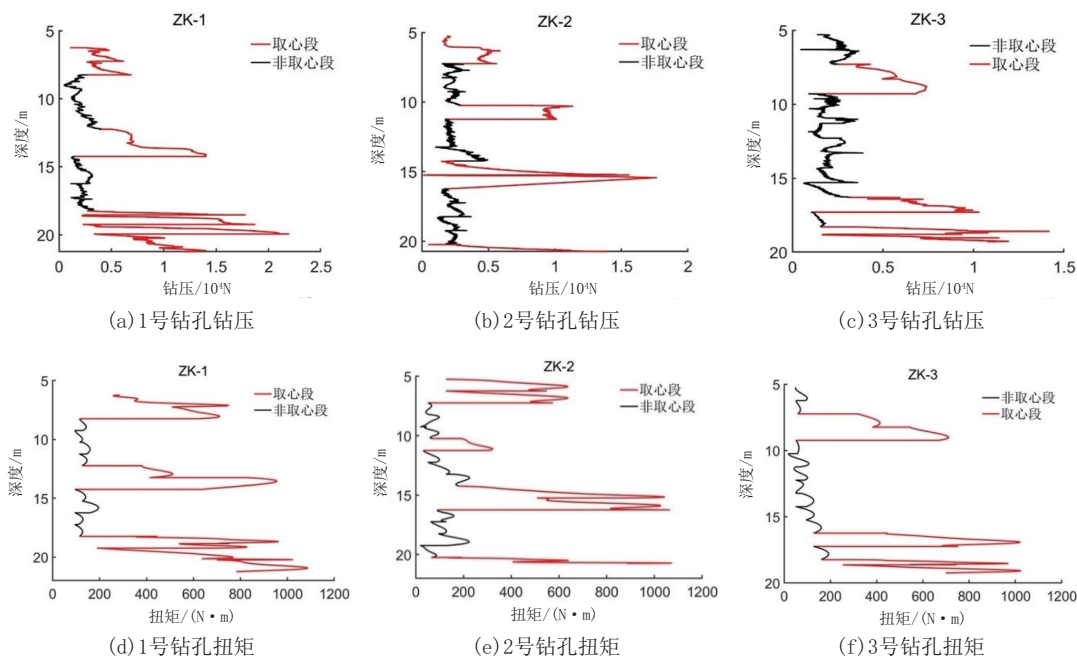 ZK-1
5
10
15
20
0
0.5
1
1.5
2
2.5
深度/m
钻压/10⁴N
取心段
非取心段
(a)1号钻孔钻压
ZK-2
5
10
15
20
0
0.5
1
1.5
2
深度/m
钻压/10⁴N
取心段
非取心段
(b)2号钻孔钻压
ZK-3
5
10
15
20
0
0.5
1
1.5
深度/m
钻压/10⁴N
非取心段
取心段
(c)3号钻孔钻压
ZK-1
5
10
15
20
0
200
400
600
800
1000
1200
深度/m
扭矩/(N·m)
取心段
非取心段
(d)1号钻孔扭矩
ZK-2
5
10
15
20
0
200
400
600
800
1000
1200
深度/m
扭矩/(N·m)
取心段
非取心段
(e)2号钻孔扭矩
ZK-3
5
10
15
20
0
200
400
600
800
1000
1200
深度/m
扭矩/(N·m)
非取心段
取心段
(f)3号钻孔扭矩